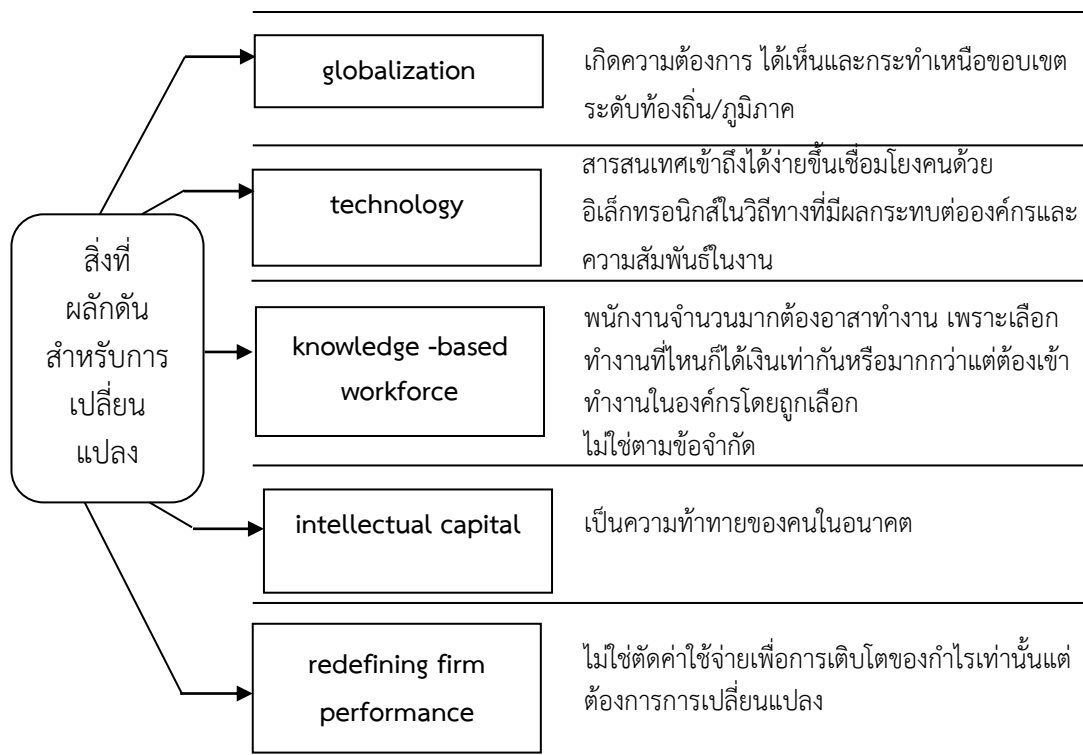 สิ่งที่
ผลักดัน
สำหรับการ
เปลี่ยน
แปลง
globalization
เกิดความต้องการ ได้เห็นและกระทำเหนือขอบเขต
ระดับท้องถิ่น/ภูมิภาค
technology
สารสนเทศเข้าถึงได้ง่ายขึ้นเชื่อมโยงคนด้วย
อิเล็กทรอนิกส์ในวิถีทางที่มีผลกระทบต่อองค์กรและ
ความสัมพันธ์ในงาน
knowledge -based
workforce
พนักงานจำนวนมากต้องอาสาทำงาน เพราะเลือก
ทำงานที่ไหนก็ได้เงินเท่ากันหรือมากกว่าแต่ต้องเข้า
ทำงานในองค์กรโดยถูกเลือก
ไม่ใช่ตามข้อจำกัด
intellectual capital
เป็นความท้าทายของคนในอนาคต
redefining firm
performance
ไม่ใช่ตัดค่าใช้จ่ายเพื่อการเติบโตของกำไรเท่านั้นแต่
ต้องการการเปลี่ยนแปลง